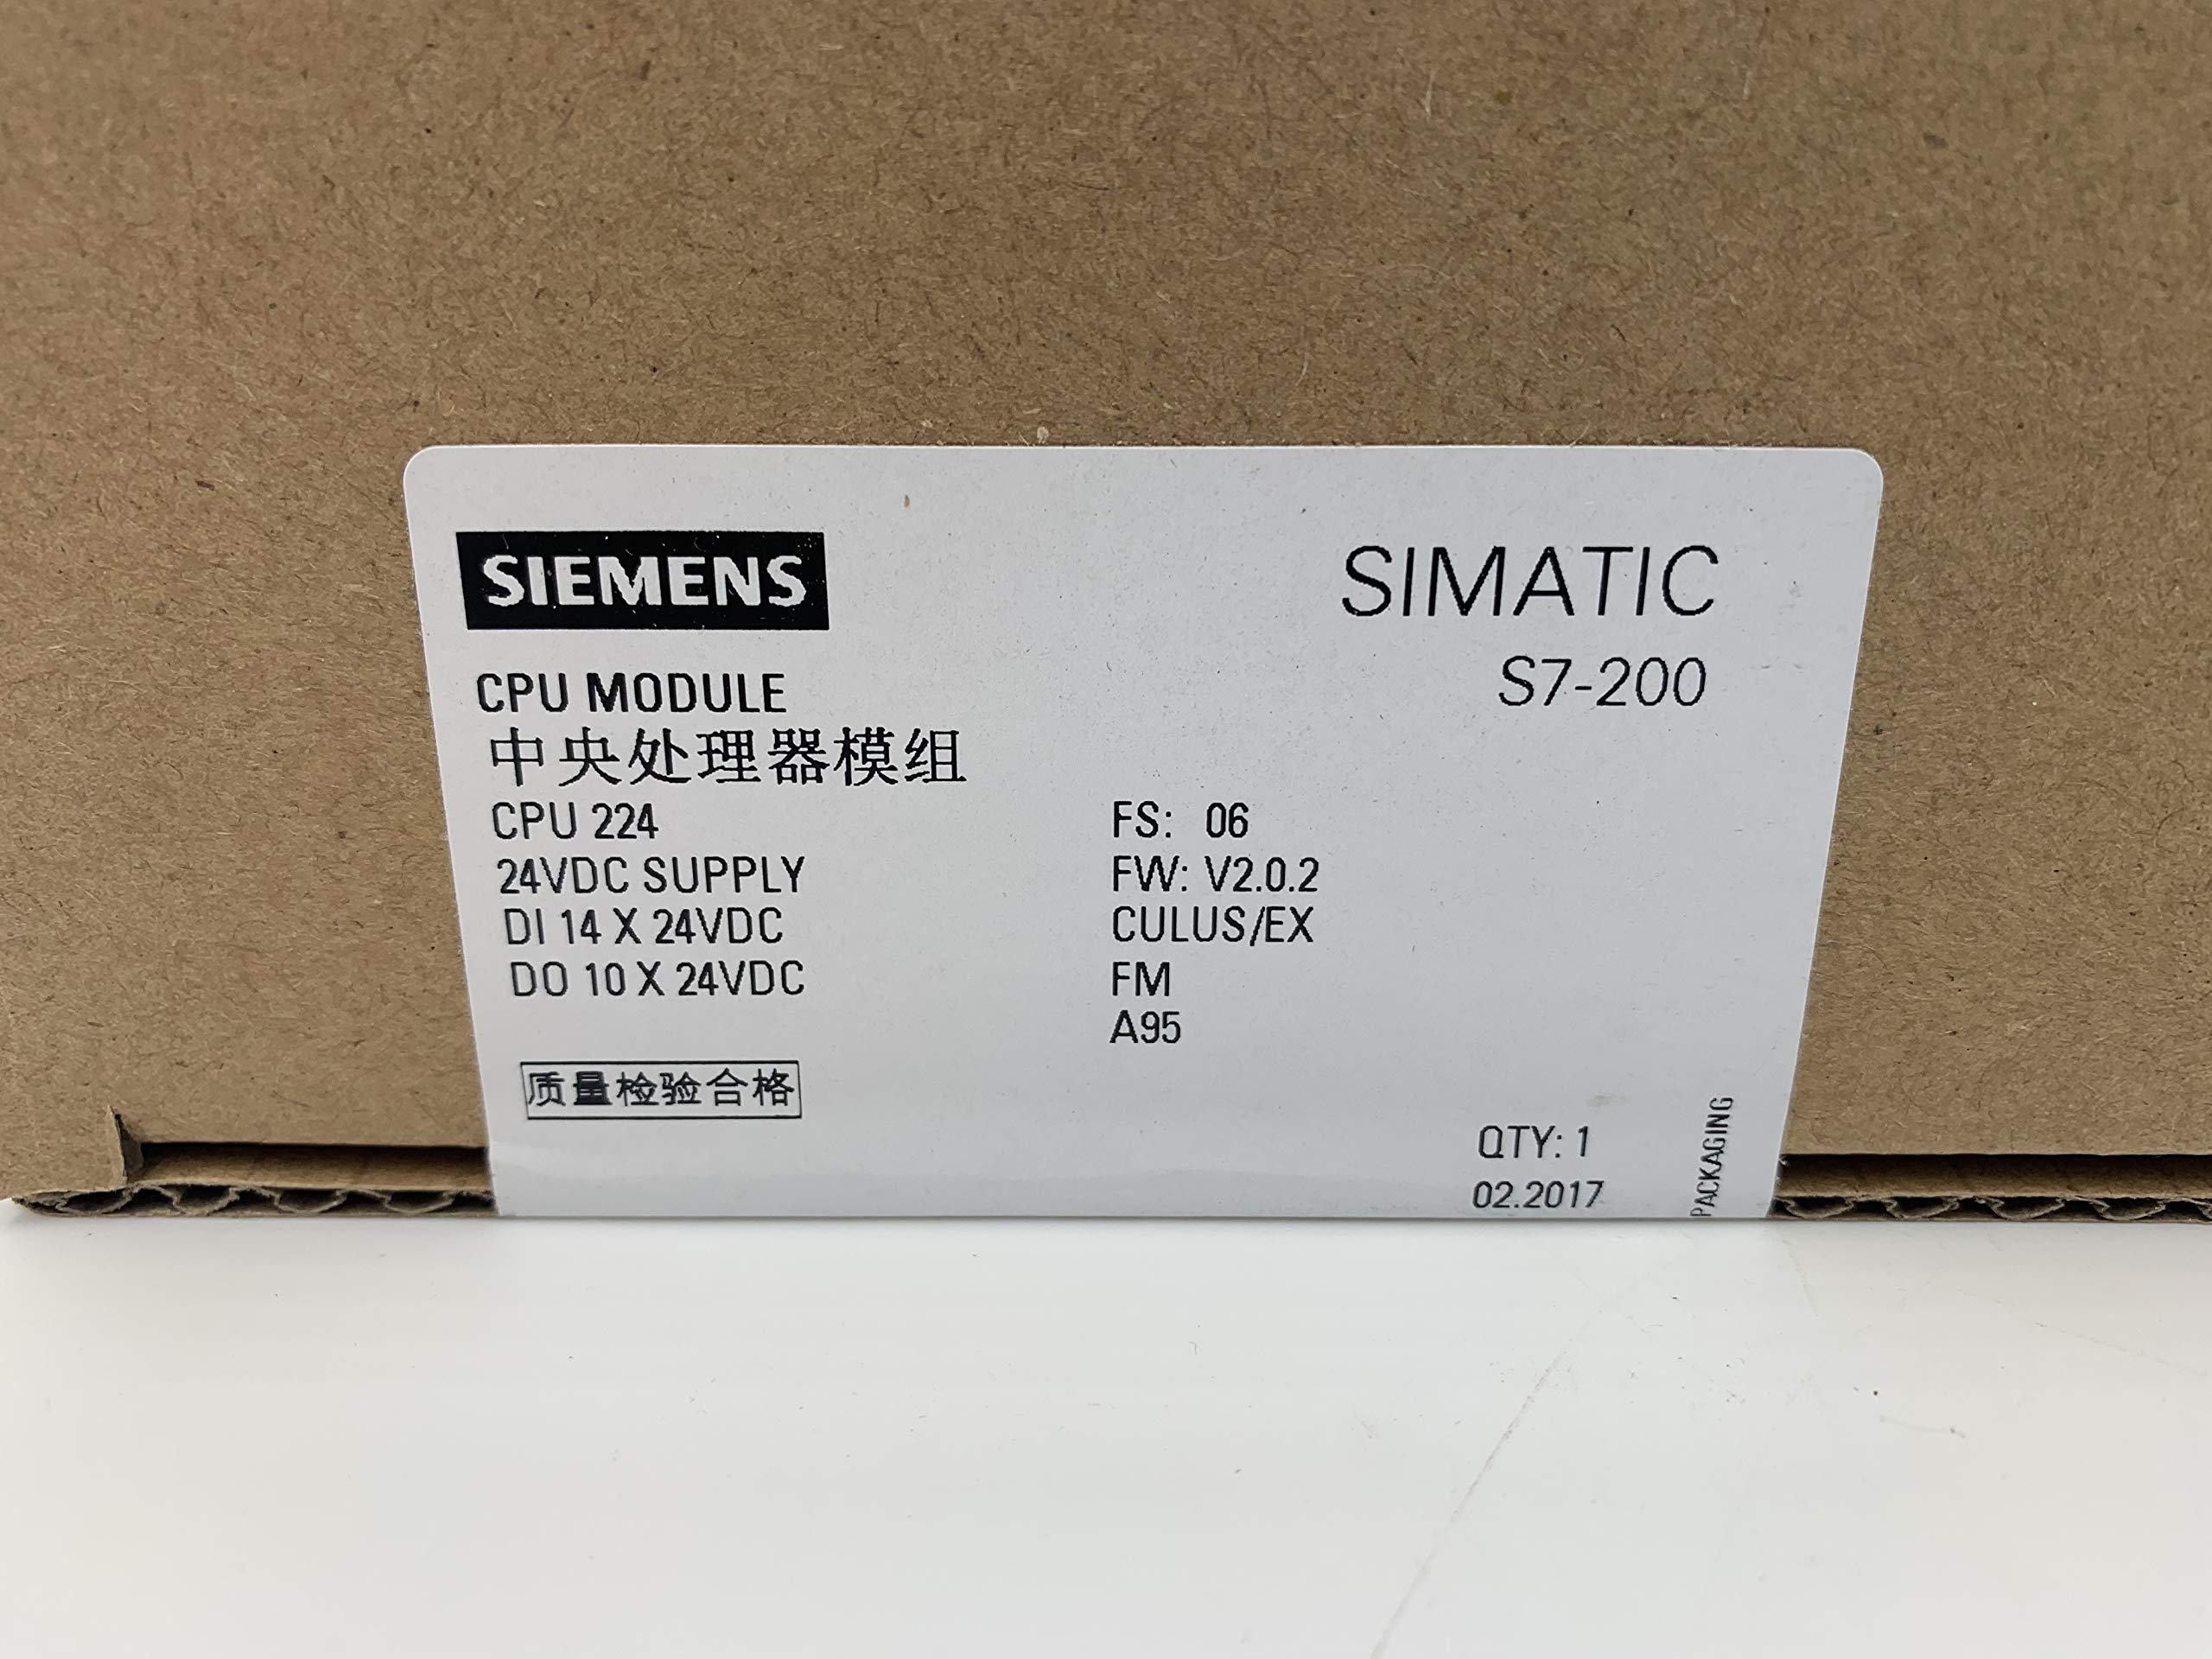 SIEMENS
SIMATIC
S7-200
CPU MODULE
中央处理器模组
CPU 224
24VDC SUPPLY
DI 14 X 24VDC
DO 10 X 24VDC
FS: 06
FW: V2.0.2
CULUS/EX
FM
A95
质量检验合格
QTY: 1
02.2017
PACKAGING